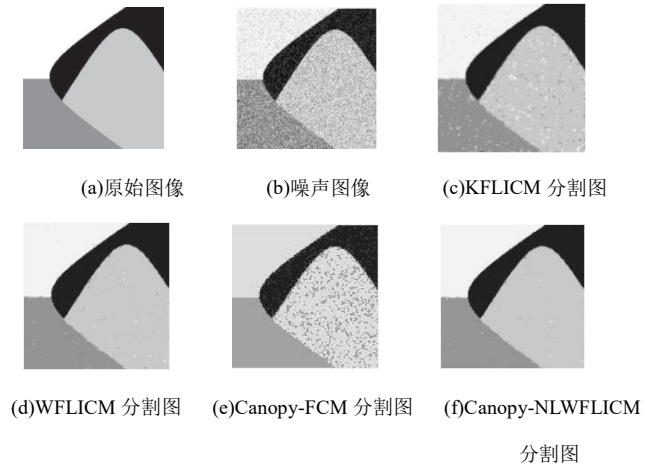 (a)原始图像
(b)噪声图像
(c)KFLICM 分割图
(d)WFLICM 分割图
(e)Canopy-FCM 分割图
(f)Canopy-NLWFLICM
分割图